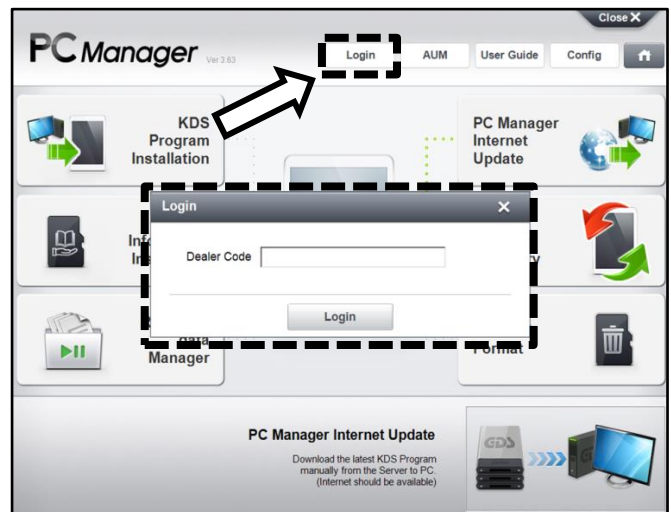 Close X
PC Manager Ver 3.63
Login AUM User Guide Config
KDS
Program
Installation
PC Manager
Internet
Update
Login X
Dealer Code
Login
Manager
Format
PC Manager Internet Update
Download the latest KDS Program
manually from the Server to PC.
(Internet should be available)
GDS